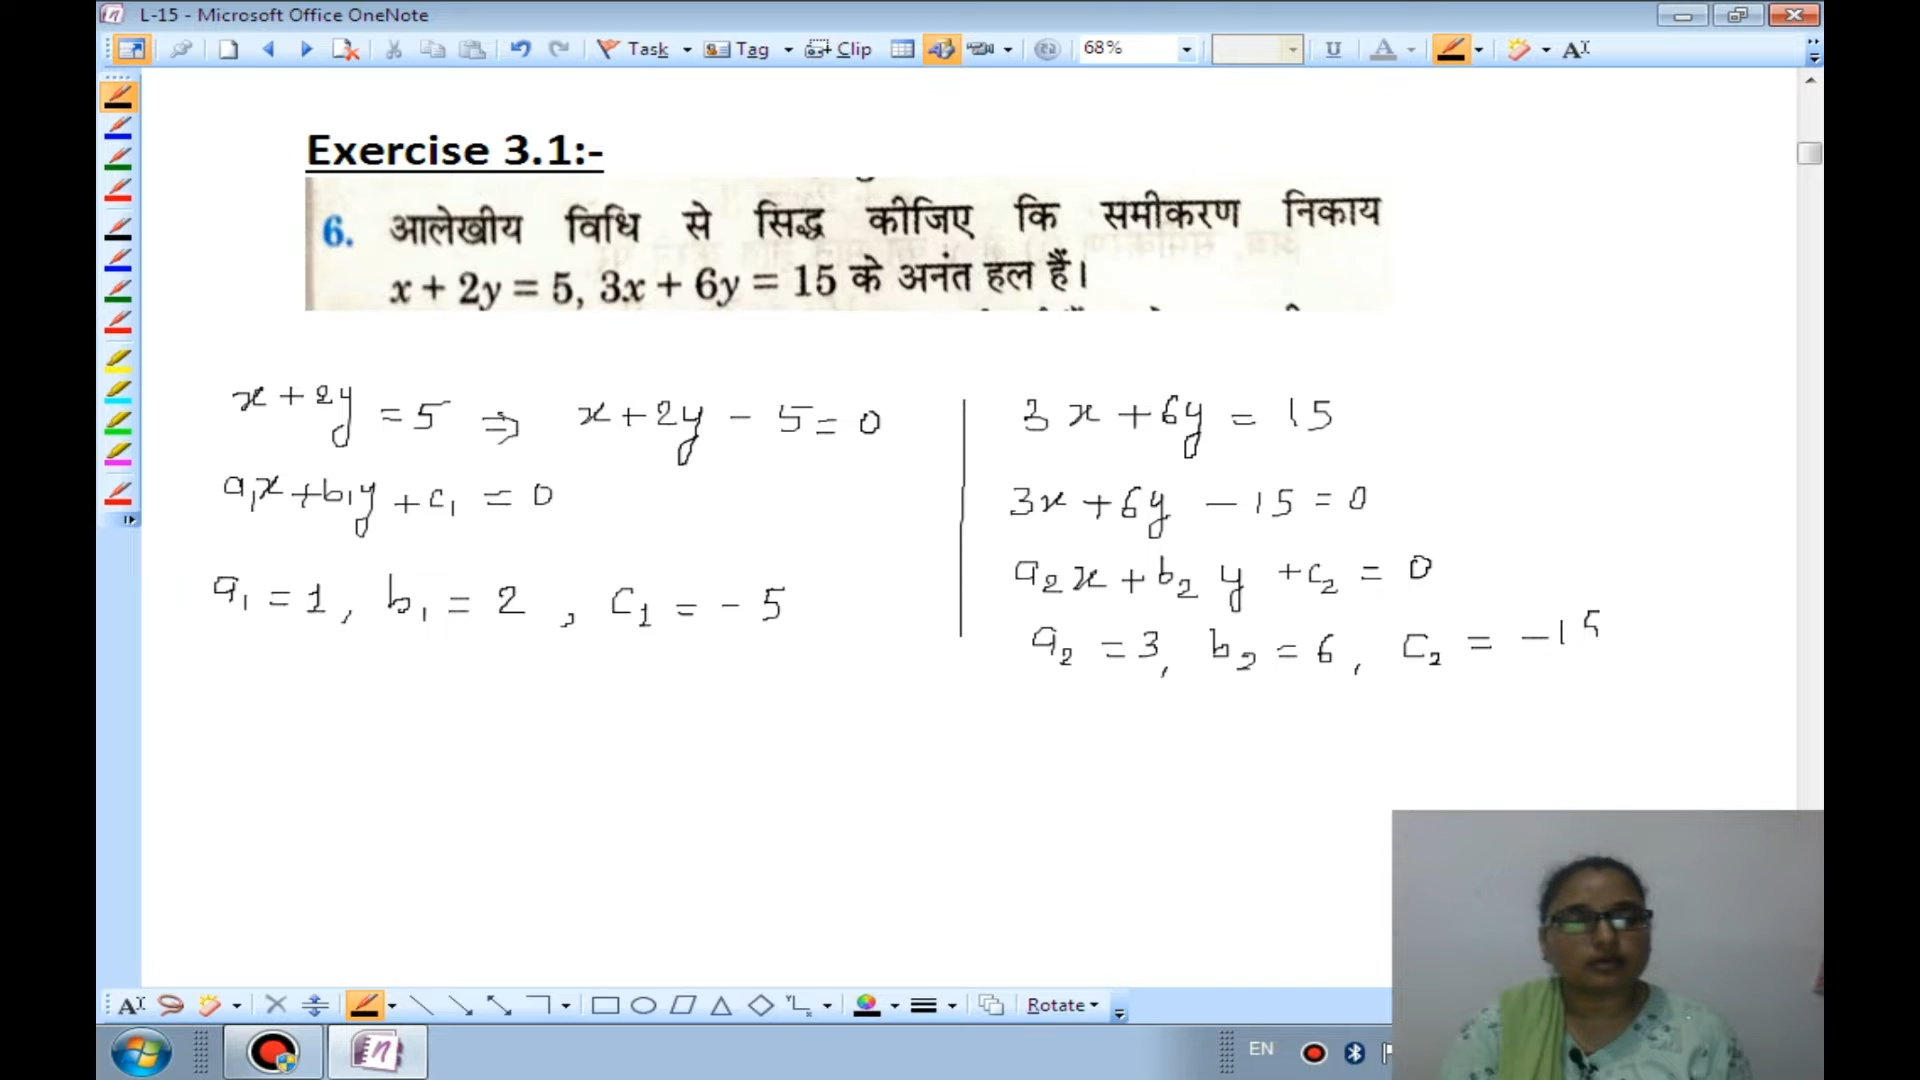 L-15 - Microsoft Office OneNote
Task Tag Clip 68% U A
Exercise 3.1:-
6. आलेखीय विधि से सिद्ध कीजिए कि समीकरण निकाय
x + 2y = 5, 3x + 6y = 15 के अनंत हल हैं।
x + 2y = 5 ⇒ x + 2y - 5 = 0
a₁x + b₁y + c₁ = 0
a₁ = 1, b₁ = 2, c₁ = - 5
3x + 6y = 15
3x + 6y - 15 = 0
a₂x + b₂y + c₂ = 0
a₂ = 3, b₂ = 6, c₂ = -15
Rotate
EN